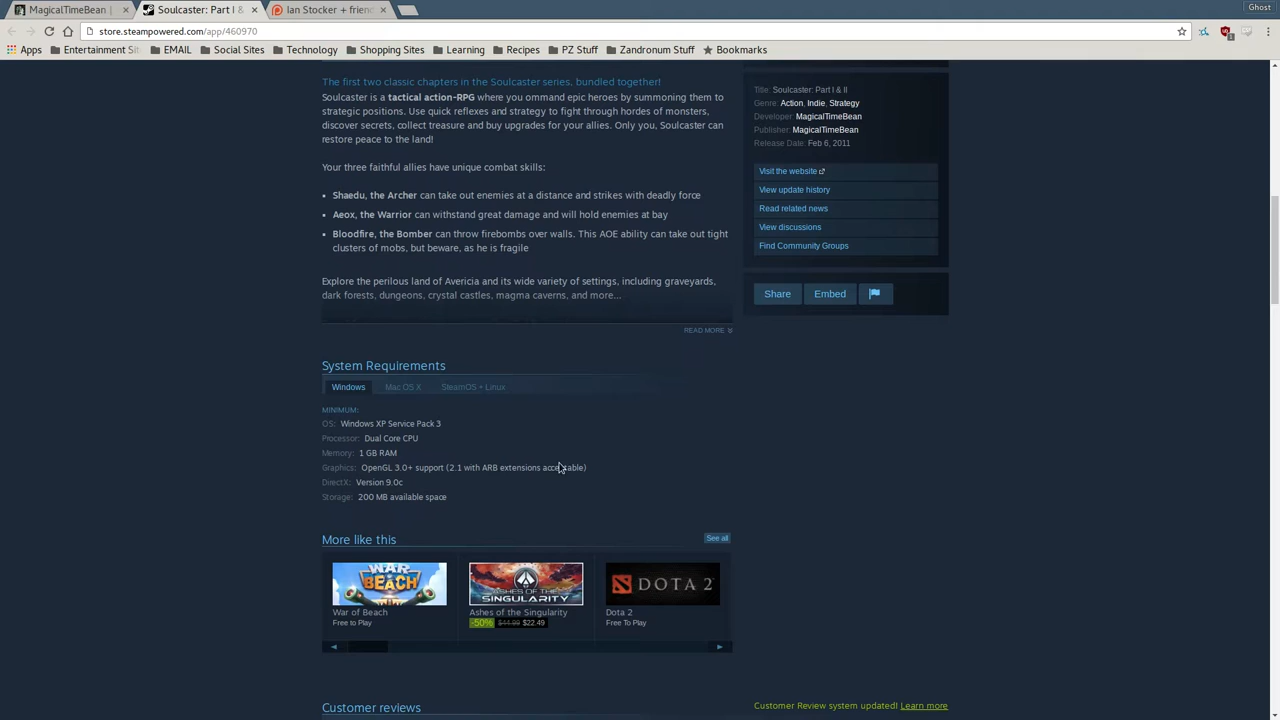 MagicalTimeBean |
Soulcaster: Part I &
Ian Stocker + friend
Ghost
store.steampowered.com/app/460970
Apps
Entertainment Si
EMAIL
Social Sites
Technology
Shopping Sites
Learning
Recipes
PZ Stuff
Zandronum Stuff
Bookmarks
The first two classic chapters in the Soulcaster series, bundled together!
Soulcaster is a tactical action-RPG where you ommand epic heroes by summoning them to
strategic positions. Use quick reflexes and strategy to fight through hordes of monsters,
discover secrets, collect treasure and buy upgrades for your allies. Only you, Soulcaster can
restore peace to the land!
Your three faithful allies have unique combat skills:
Shaedu, the Archer can take out enemies at a distance and strikes with deadly force
Aeox, the Warrior can withstand great damage and will hold enemies at bay
Bloodfire, the Bomber can throw firebombs over walls. This AOE ability can take out tight
clusters of mobs, but beware, as he is fragile
Explore the perilous land of Avericia and its wide variety of settings, including graveyards,
dark forests, dungeons, crystal castles, magma caverns, and more...
READ MORE
Title: Soulcaster: Part I & II
Genre: Action, Indie, Strategy
Developer: MagicalTimeBean
Publisher: MagicalTimeBean
Release Date: Feb 6, 2011
Visit the website
View update history
Read related news
View discussions
Find Community Groups
Share
Embed
System Requirements
Windows
Mac OS X
SteamOS + Linux
MINIMUM:
OS: Windows XP Service Pack 3
Processor: Dual Core CPU
Memory: 1 GB RAM
Graphics: OpenGL 3.0+ support (2.1 with ARB extensions acceptable)
DirectX: Version 9.0c
Storage: 200 MB available space
More like this
See all
WAR OF BEACH
ASHES OF THE SINGULARITY
DOTA 2
War of Beach
Free to Play
Ashes of the Singularity
-50% $44.99 $22.49
Dota 2
Free To Play
Customer reviews
Customer Review system updated! Learn more